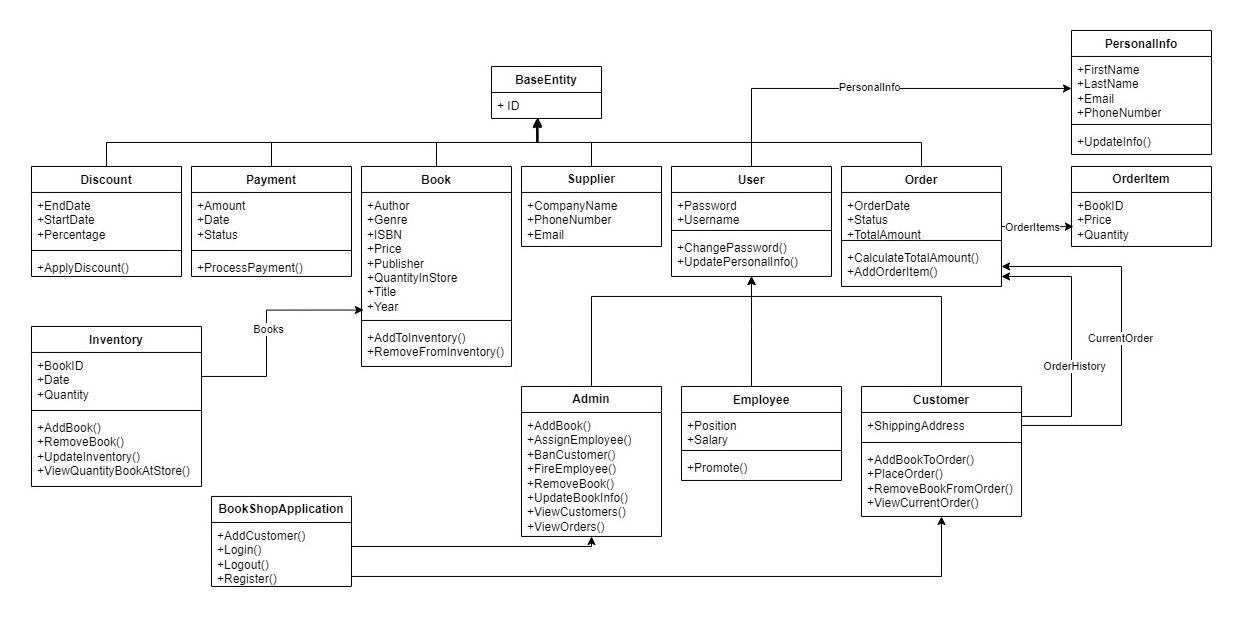 BaseEntity
+ ID
PersonalInfo
+FirstName
+LastName
+Email
+PhoneNumber
+UpdateInfo()
PersonalInfo
Discount
+EndDate
+StartDate
+Percentage
+ApplyDiscount()
Payment
+Amount
+Date
+Status
+ProcessPayment()
Book
+Author
+Genre
+ISBN
+Price
+Publisher
+QuantityInStore
+Title
+Year
+AddToInventory()
+RemoveFromInventory()
Supplier
+CompanyName
+PhoneNumber
+Email
User
+Password
+Username
+ChangePassword()
+UpdatePersonalInfo()
Order
+OrderDate
+Status
+TotalAmount
+CalculateTotalAmount()
+AddOrderItem()
OrderItems
OrderItem
+BookID
+Price
+Quantity
Books
CurrentOrder
OrderHistory
Inventory
+BookID
+Date
+Quantity
+AddBook()
+RemoveBook()
+UpdateInventory()
+ViewQuantityBookAtStore()
Admin
+AddBook()
+AssignEmployee()
+BanCustomer()
+FireEmployee()
+RemoveBook()
+UpdateBookInfo()
+ViewCustomers()
+ViewOrders()
Employee
+Position
+Salary
+Promote()
Customer
+ShippingAddress
+AddBookToOrder()
+PlaceOrder()
+RemoveBookFromOrder()
+ViewCurrentOrder()
BookShopApplication
+AddCustomer()
+Login()
+Logout()
+Register()